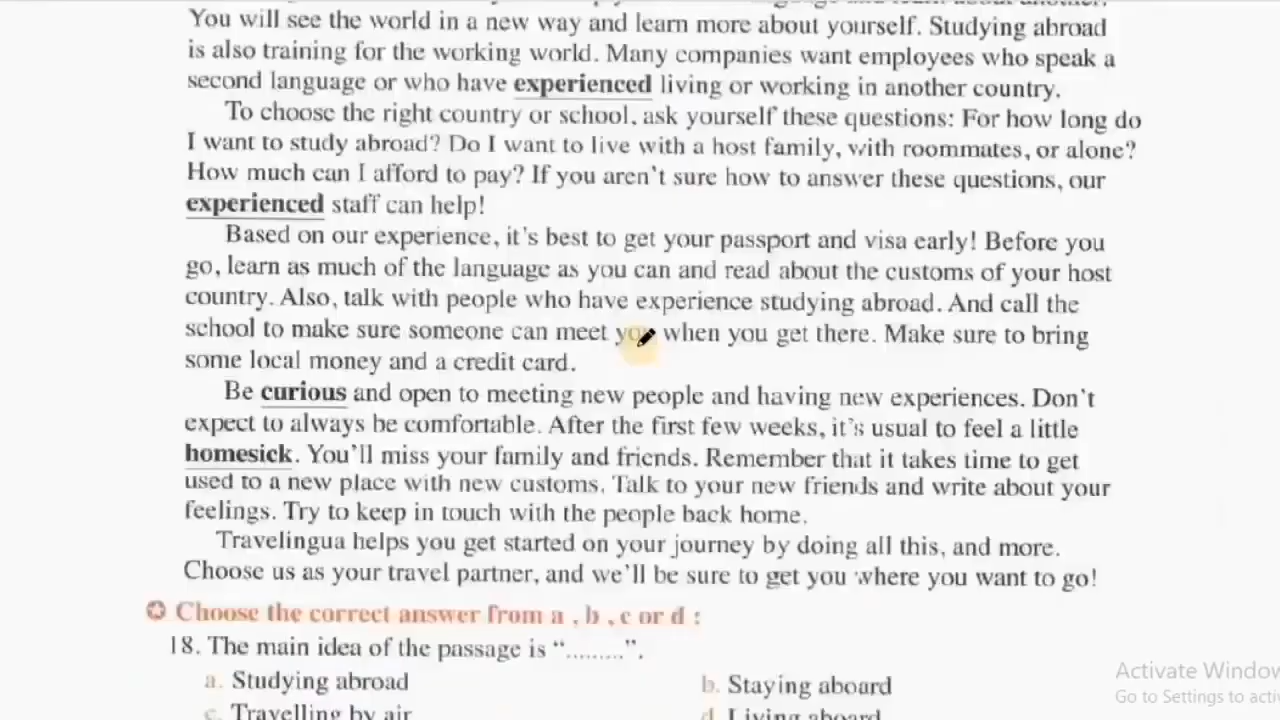 You will see the world in a new way and learn more about yourself. Studying abroad
is also training for the working world. Many companies want employees who speak a
second language or who have experienced living or working in another country.
To choose the right country or school, ask yourself these questions: For how long do
I want to study abroad? Do I want to live with a host family, with roommates, or alone?
How much can I afford to pay? If you aren't sure how to answer these questions, our
experienced staff can help!
Based on our experience, it's best to get your passport and visa early! Before you
go, learn as much of the language as you can and read about the customs of your host
country. Also, talk with people who have experience studying abroad. And call the
school to make sure someone can meet you when you get there. Make sure to bring
some local money and a credit card.
Be curious and open to meeting new people and having new experiences. Don't
expect to always be comfortable. After the first few weeks, it's usual to feel a little
homesick. You'll miss your family and friends. Remember that it takes time to get
used to a new place with new customs. Talk to your new friends and write about your
feelings. Try to keep in touch with the people back home.
Travelingua helps you get started on your journey by doing all this, and more.
Choose us as your travel partner, and we'll be sure to get you where you want to go!
Choose the correct answer from a , b , c or d :
18. The main idea of the passage is “.........”.
a. Studying abroad b. Staying aboard
c. Travelling by air d. Living aboard
Activate Window
Go to Settings to activ